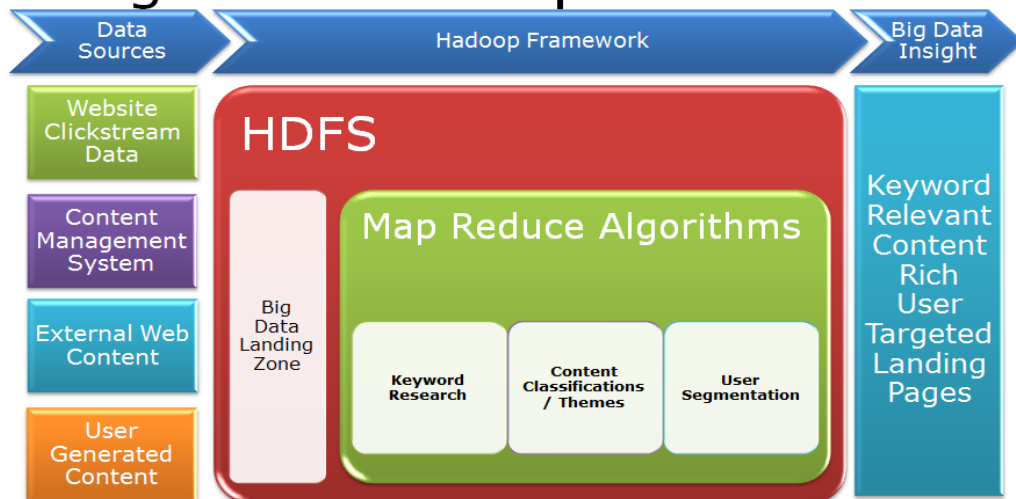 Data
Sources
Hadoop Framework
Big Data
Insight
Website
Clickstream
Data
Content
Management
System
External Web
Content
User
Generated
Content
HDFS
Big
Data
Landing
Zone
Map Reduce Algorithms
Keyword
Research
Content
Classifications
/ Themes
User
Segmentation
Keyword
Relevant
Content
Rich
User
Targeted
Landing
Pages